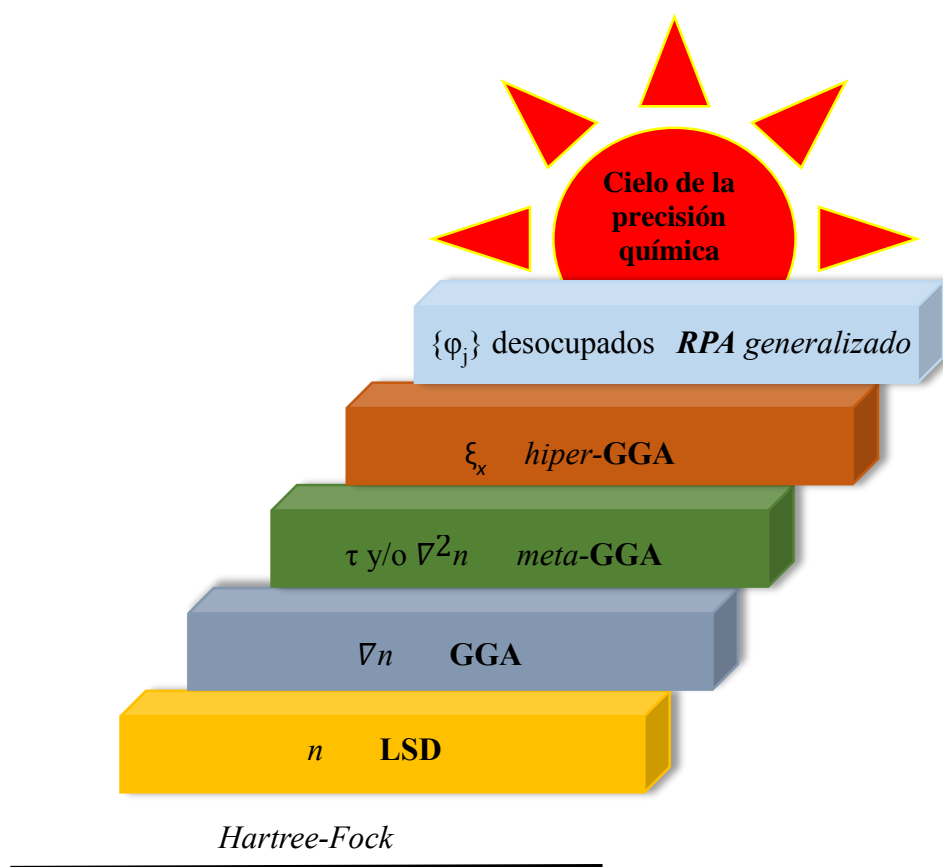 Cielo de la
precisión
química
{φj} desocupados RPA generalizado
ξx hiper-GGA
τ y/o ∇²n meta-GGA
∇n GGA
n LSD
Hartree-Fock